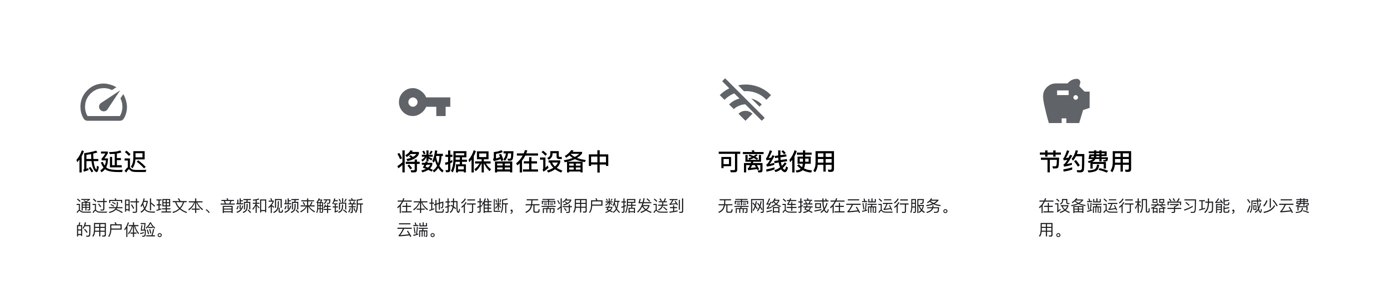 低延迟
通过实时处理文本、音频和视频来解锁新
的用户体验。
将数据保留在设备中
在本地执行推断，无需将用户数据发送到
云端。
可离线使用
无需网络连接或在云端运行服务。
节约费用
在设备端运行机器学习功能，减少云费
用。